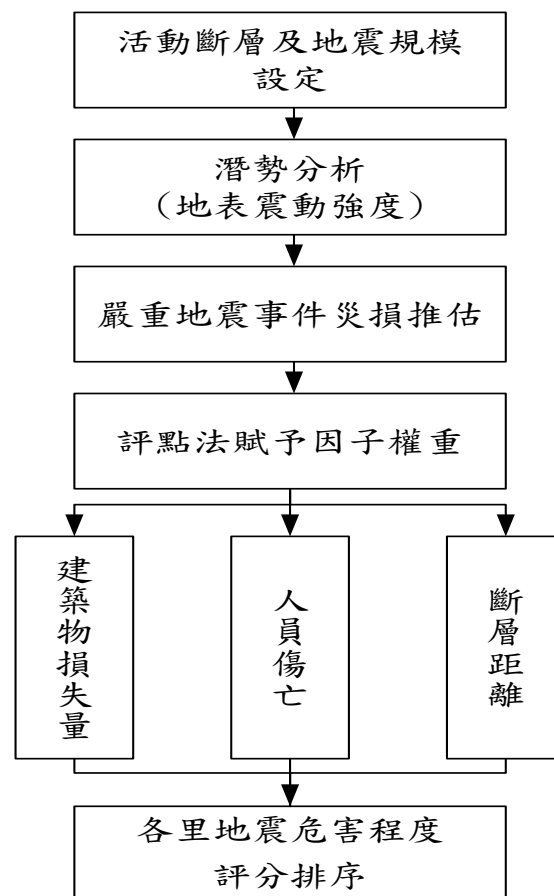 活動斷層及地震規模
設定
潛勢分析
（地表震動強度）
嚴重地震事件災損推估
評點法賦予因子權重
建築物損失量
人員傷亡
斷層距離
各里地震危害程度
評分排序